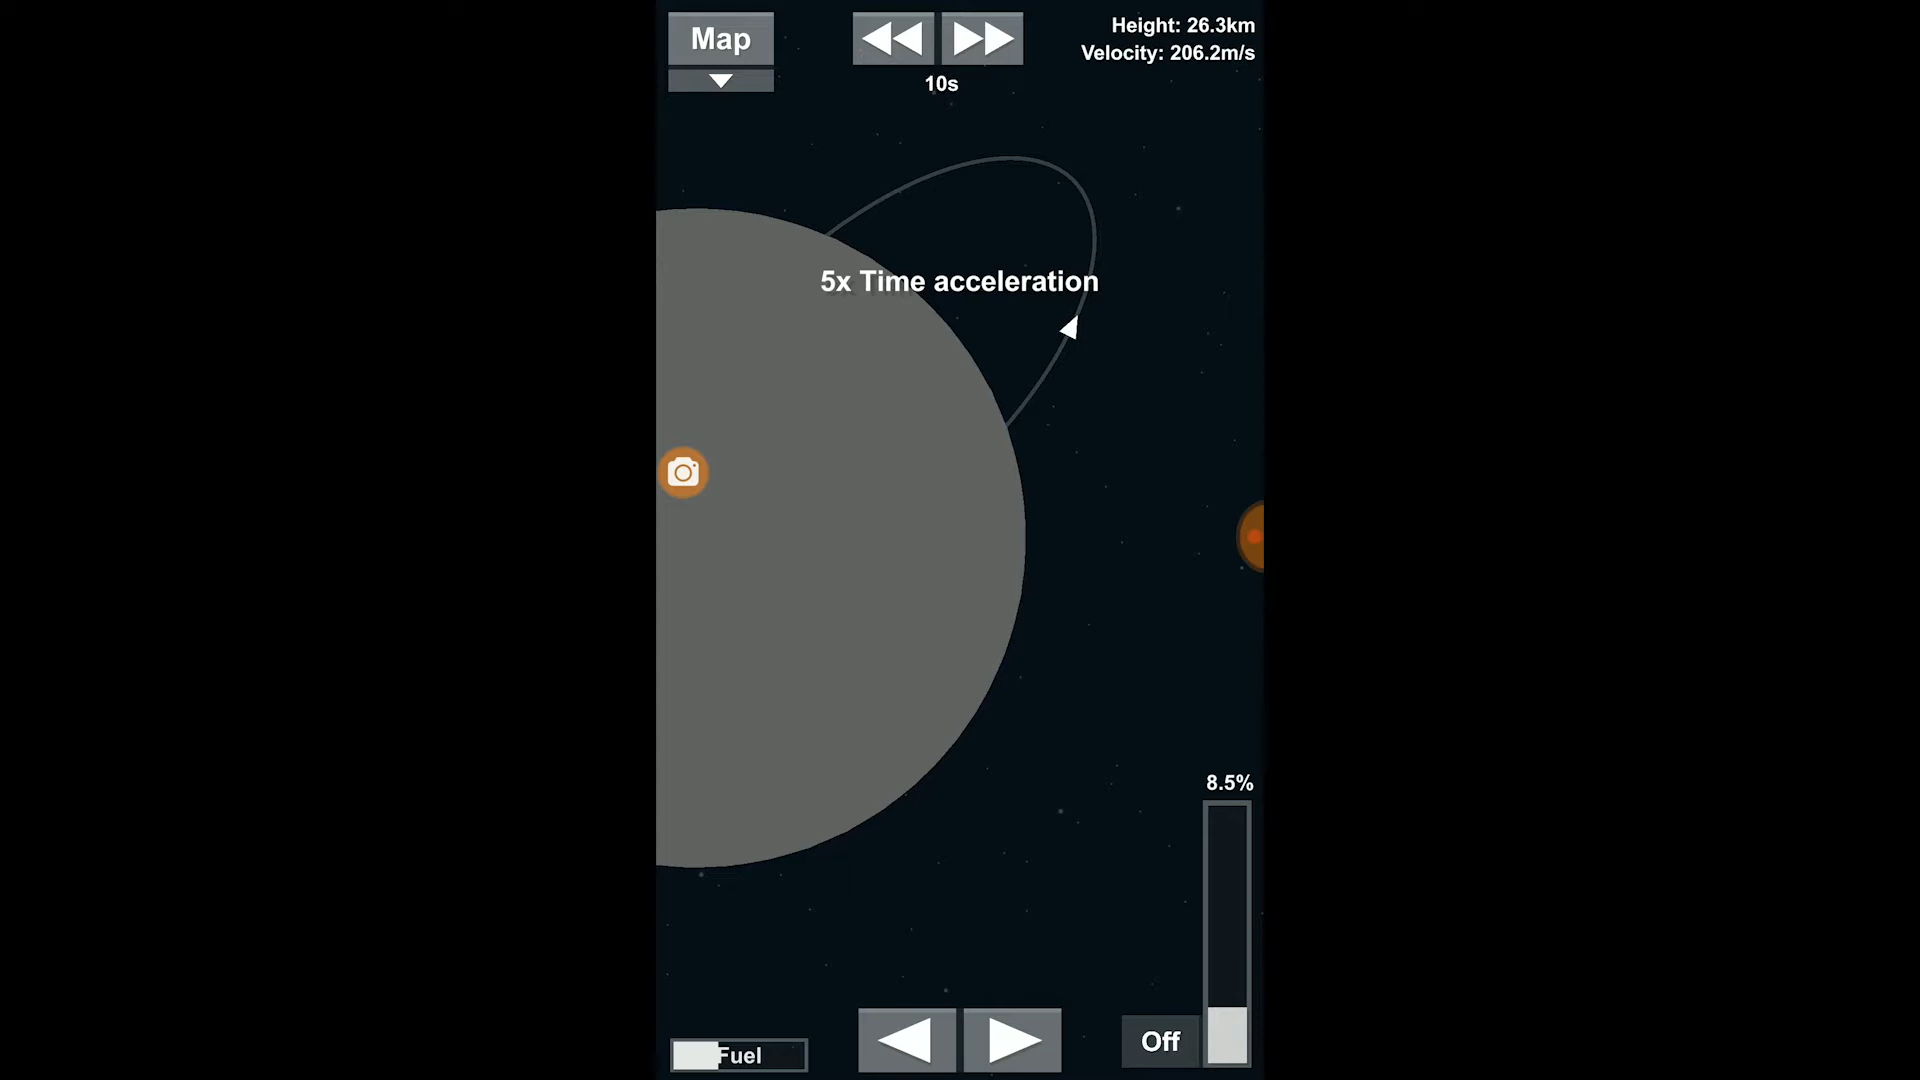 Map
10s
Height: 26.3km
Velocity: 206.2m/s
5x Time acceleration
8.5%
Fuel
Off